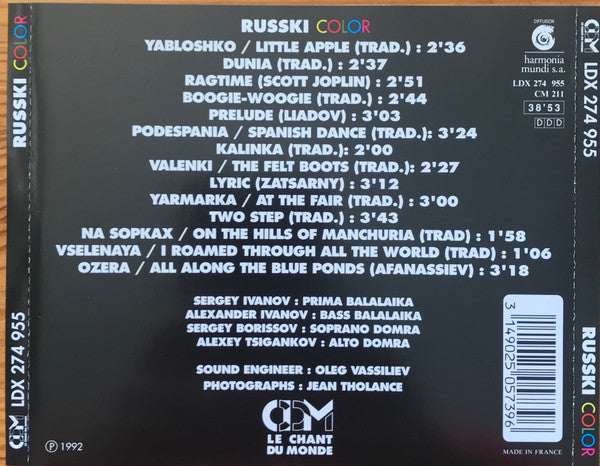 RUSSKI COLOR
YABLOSHKO / LITTLE APPLE (TRAD.) : 2'36
DUNIA (TRAD.) : 2'37
RAGTIME (SCOTT JOPLIN) : 2'51
BOOGIE-WOOGIE (TRAD.) : 2'44
PRELUDE (LIADOV) : 3'03
PODESPANIA / SPANISH DANCE (TRAD.) : 3'24
KALINKA (TRAD.): 2'00
VALENKI / THE FELT BOOTS (TRAD.) : 2'27
LYRIC (ZATSARNY) : 3'12
YARMARKA / AT THE FAIR (TRAD.) : 3'00
TWO STEP (TRAD.) : 3'43
NA SOPKAX / ON THE HILLS OF MANCHURIA (TRAD) : 1'58
VSELENAYA / I ROAMED THROUGH ALL THE WORLD (TRAD) : 1'06
OZERA / ALL ALONG THE BLUE PONDS (AFANASSIEV) : 3'18
SERGEY IVANOV : PRIMA BALALAIKA
ALEXANDER IVANOV : BASS BALALAIKA
SERGEY BORISSOV : SOPRANO DOMRA
ALEXEY TSIGANKOV : ALTO DOMRA
SOUND ENGINEER : OLEG VASSILIEV
PHOTOGRAPHS : JEAN THOLANCE
CDM
LE CHANT
DU MONDE
℗ 1992
DIFFUSION
harmonia
mundi s.a.
LDX 274 955
CM 211
38'53
DDD
3 149025 057396
MADE IN FRANCE
CDM LDX 274 955 RUSSKI COLOR
CDM LDX 274 955 RUSSKI COLOR